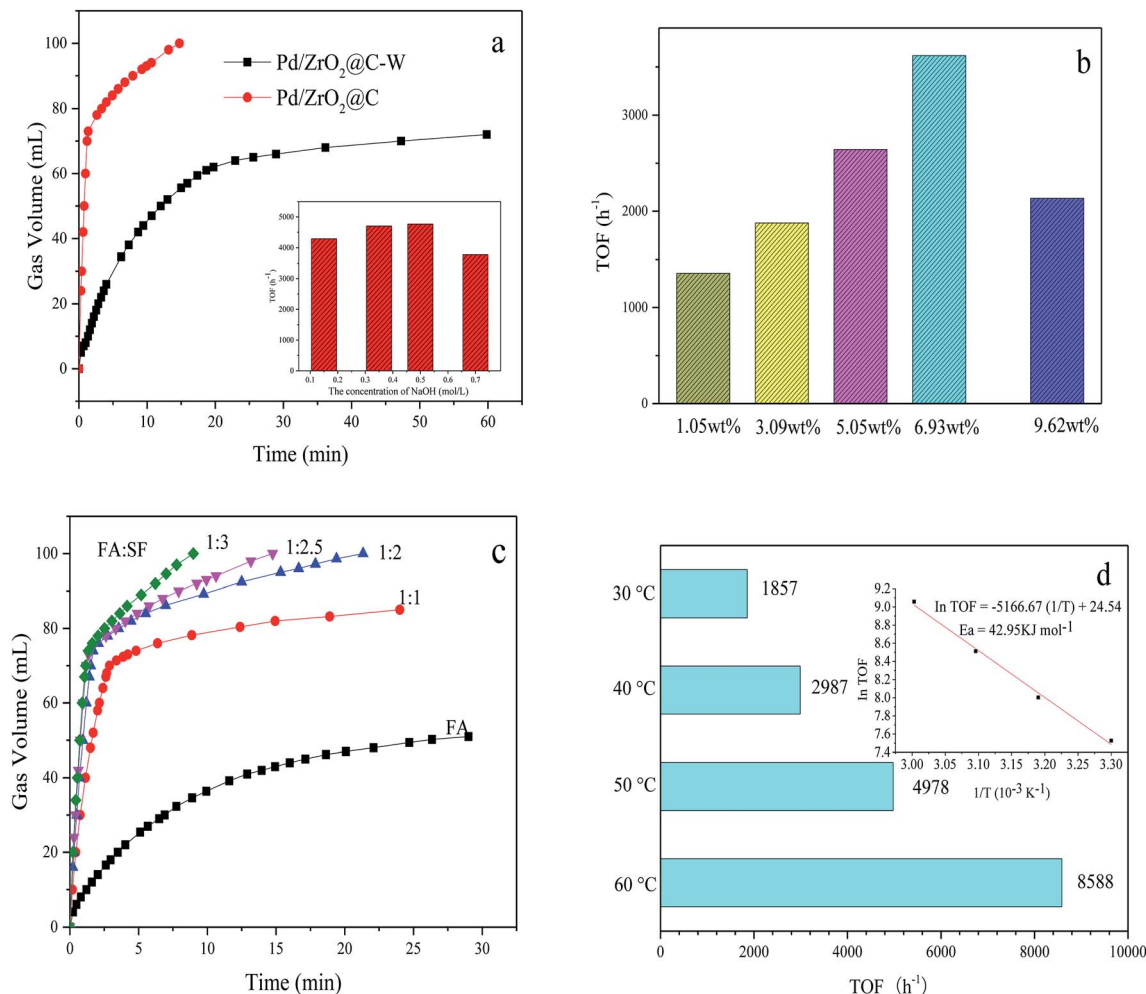 a
Pd/ZrO2@C-W
Pd/ZrO2@C
Gas Volume (mL)
100
80
60
40
20
0
0 10 20 30 40 50 60
Time (min)
TOF (h-1)
5000
4000
3000
2000
1000
0
0.1 0.2 0.3 0.4 0.5 0.6 0.7
The concentration of NaOH (mol/L)
b
TOF (h-1)
3000
2000
1000
0
1.05wt% 3.09wt% 5.05wt% 6.93wt% 9.62wt%
c
FA:SF
1:3
1:2.5
1:2
1:1
FA
Gas Volume (mL)
100
80
60
40
20
0
0 5 10 15 20 25 30
Time (min)
d
30 °C
1857
40 °C
2987
50 °C
4978
60 °C
8588
0 2000 4000 6000 8000 10000
TOF (h-1)
In TOF = -5166.67 (1/T) + 24.54
Ea = 42.95KJ mol-1
In TOF
9.1
9.0
8.8
8.6
8.4
8.2
8.0
7.8
7.6
7.4
3.00 3.05 3.10 3.15 3.20 3.25 3.30
1/T (10-3 K-1)